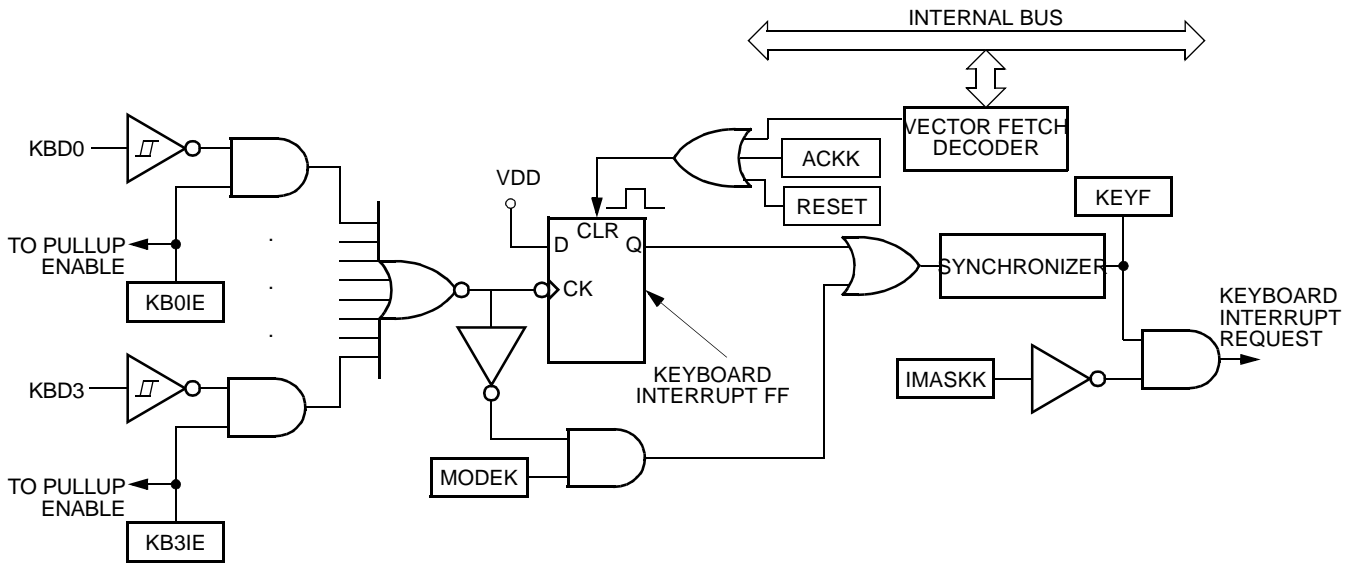 INTERNAL BUS
KBD0
VECTOR FETCH
DECODER
ACKK
RESET
VDD
KEYF
D
CLR
Q
CK
TO PULLUP
ENABLE
KB0IE
SYNCHRONIZER
KEYBOARD
INTERRUPT
REQUEST
KEYBOARD
INTERRUPT FF
IMASKK
KBD3
MODEK
TO PULLUP
ENABLE
KB3IE